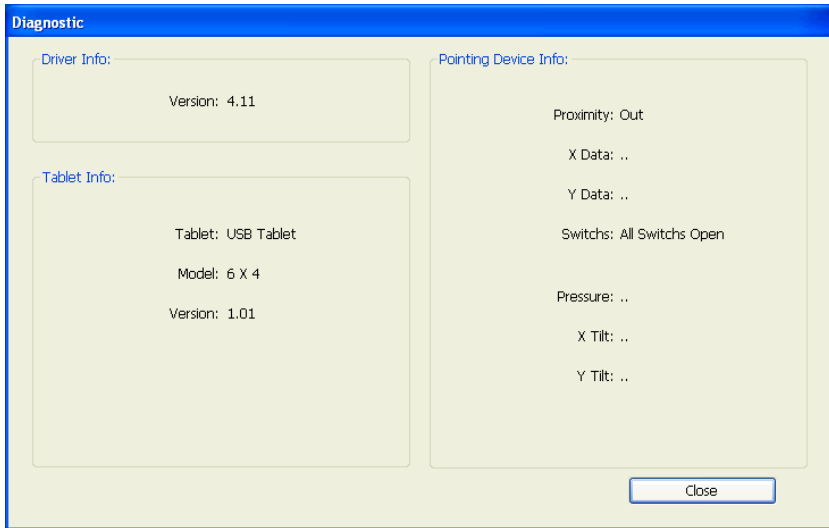 Diagnostic
Driver Info:
Version: 4.11
Tablet Info:
Tablet: USB Tablet
Model: 6 X 4
Version: 1.01
Pointing Device Info:
Proximity: Out
X Data: ..
Y Data: ..
Switchs: All Switchs Open
Pressure: ..
X Tilt: ..
Y Tilt: ..
Close